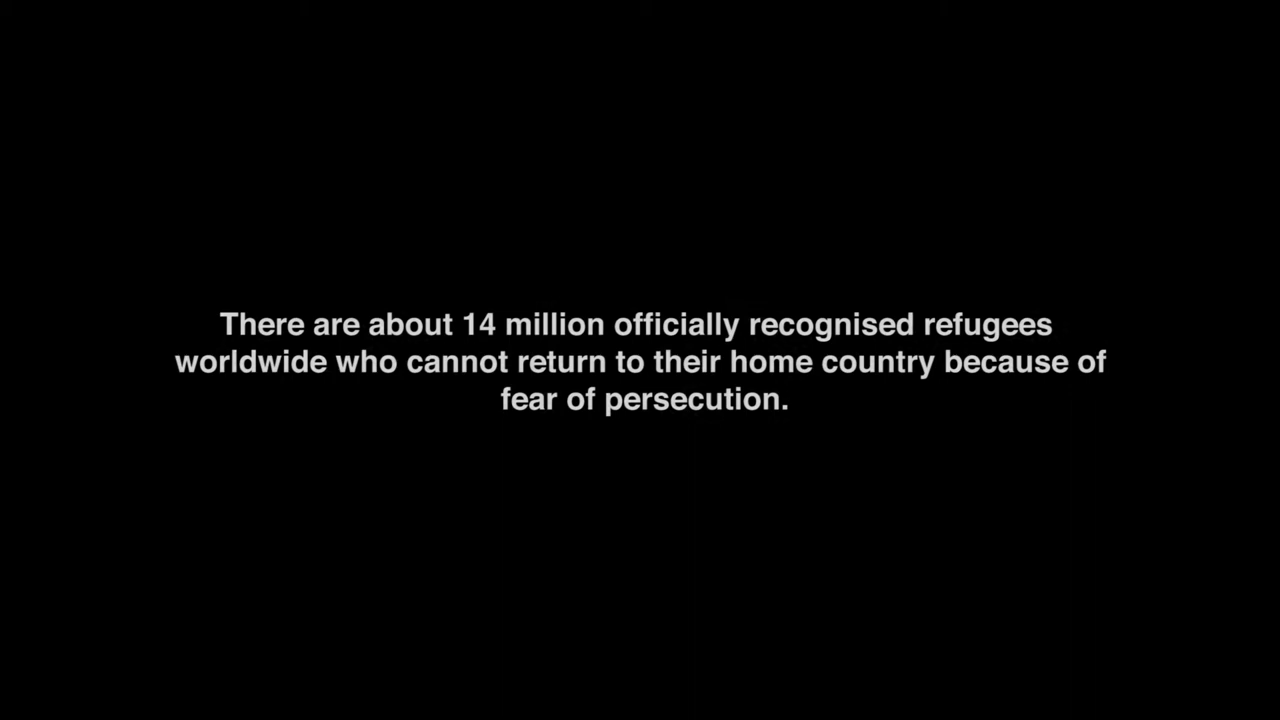 There are about 14 million officially recognised refugees
worldwide who cannot return to their home country because of
fear of persecution.